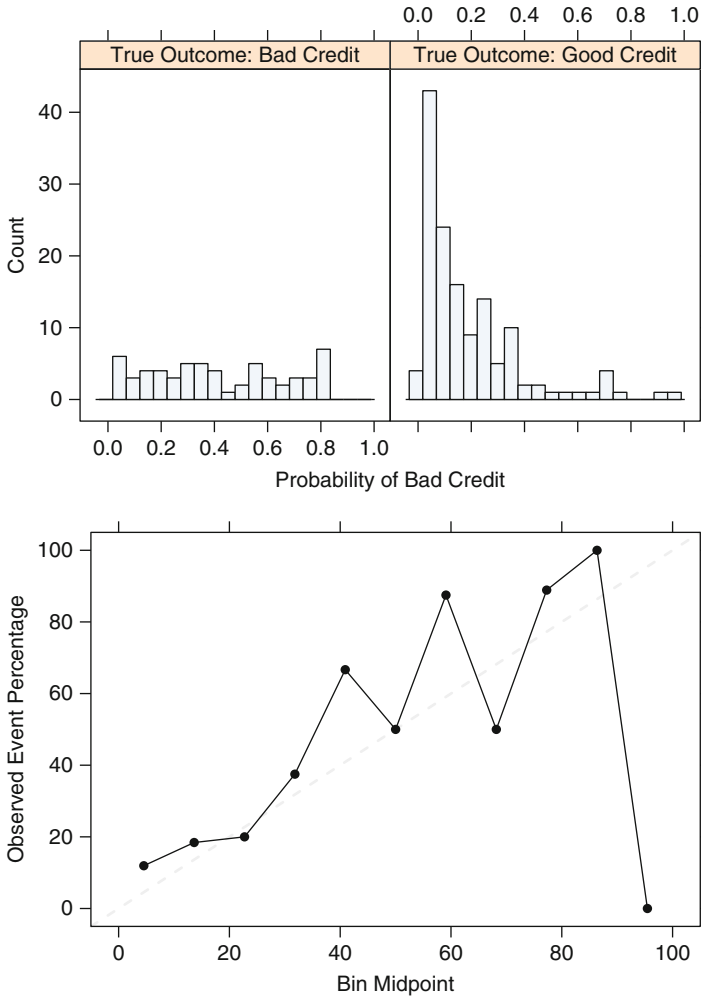 0.0 0.2 0.4 0.6 0.8 1.0
True Outcome: Bad Credit True Outcome: Good Credit
40
30
20
10
0
Count
0.0 0.2 0.4 0.6 0.8 1.0
Probability of Bad Credit
100
80
60
40
20
0
Observed Event Percentage
0 20 40 60 80 100
Bin Midpoint